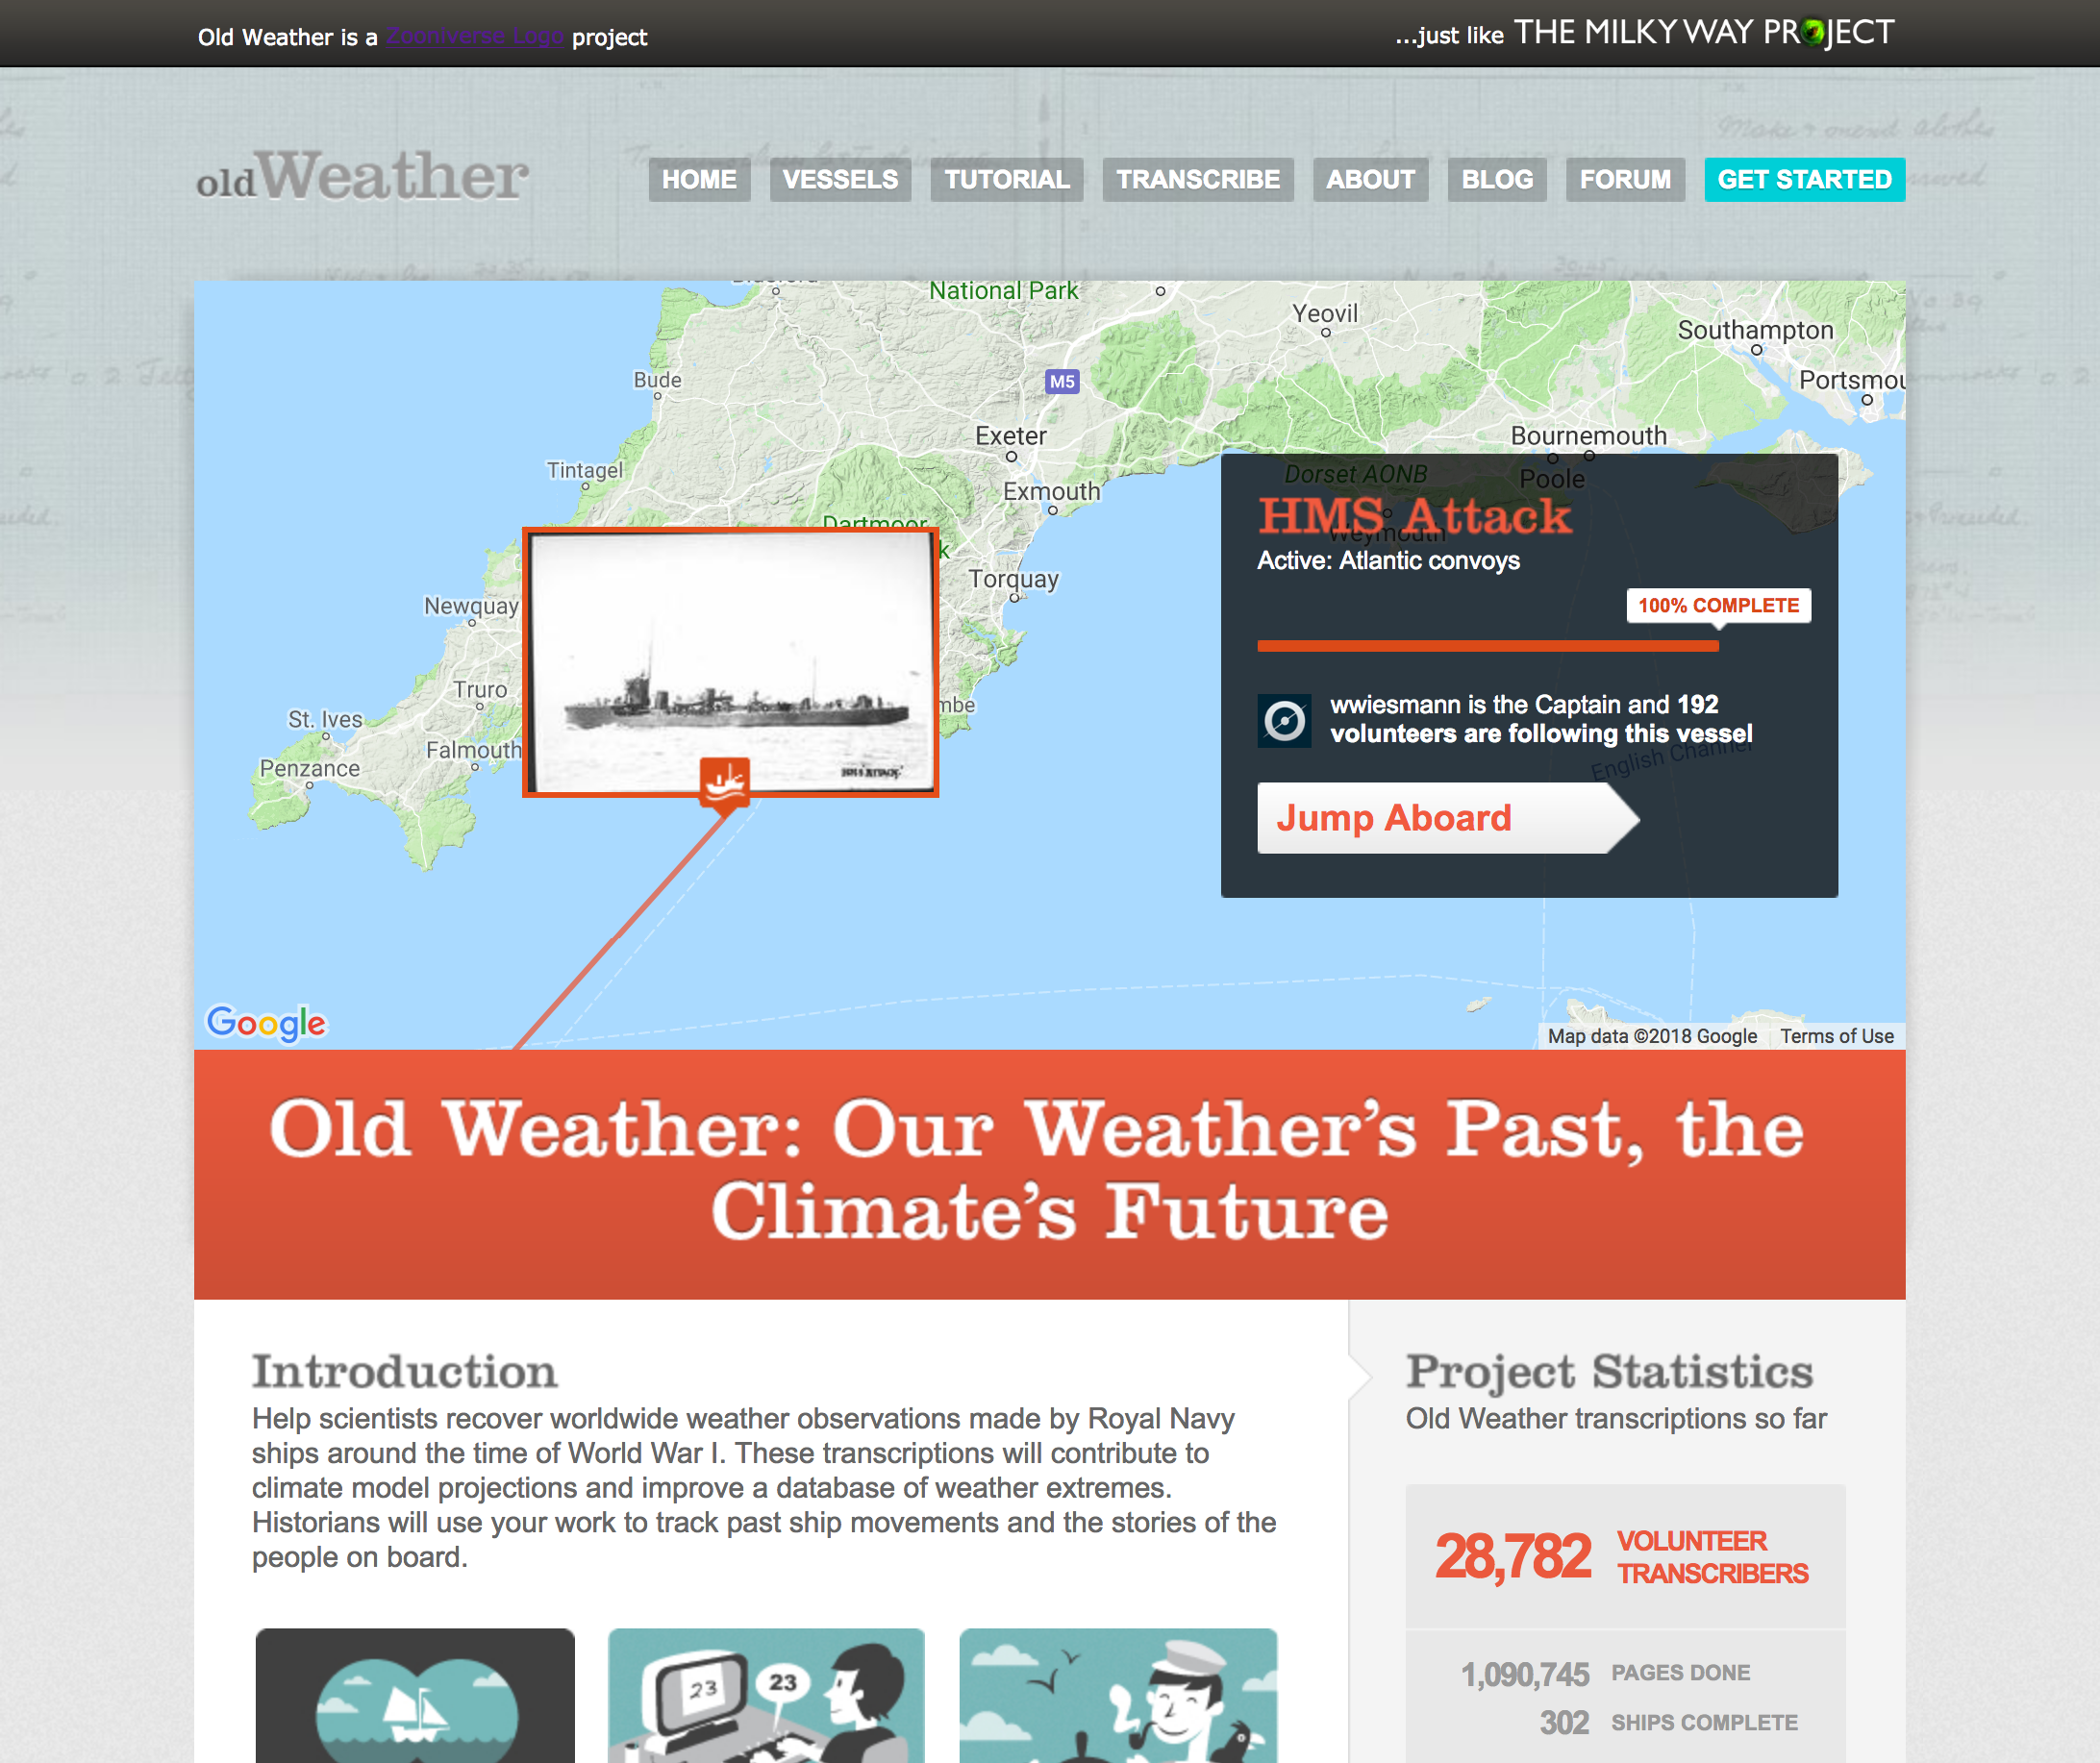 Old Weather is a Zooniverse Logo project
...just like THE MILKY WAY PROJECT
oldWeather
HOME VESSELS TUTORIAL TRANSCRIBE ABOUT BLOG FORUM GET STARTED
National Park
Yeovil
Southampton
Bude
M5
Portsmou
Exeter
Bournemouth
Tintagel
Dorset AONB
Exmouth
Poole
Dartmoor
HMS Attack
Weymouth
k
Active: Atlantic convoys
Torquay
Newquay
100% COMPLETE
Truro
mbe
wwiesmann is the Captain and 192
St. Ives
volunteers are following this vessel
Falmouth
English Channel
Penzance
HMS "ATTACK"
Jump Aboard
Google
Map data ©2018 Google
Terms of Use
Old Weather: Our Weather's Past, the
Climate's Future
Introduction
Help scientists recover worldwide weather observations made by Royal Navy
ships around the time of World War I. These transcriptions will contribute to
climate model projections and improve a database of weather extremes.
Historians will use your work to track past ship movements and the stories of the
people on board.
23
23
Project Statistics
Old Weather transcriptions so far
28,782 VOLUNTEER
TRANSCRIBERS
1,090,745 PAGES DONE
302 SHIPS COMPLETE